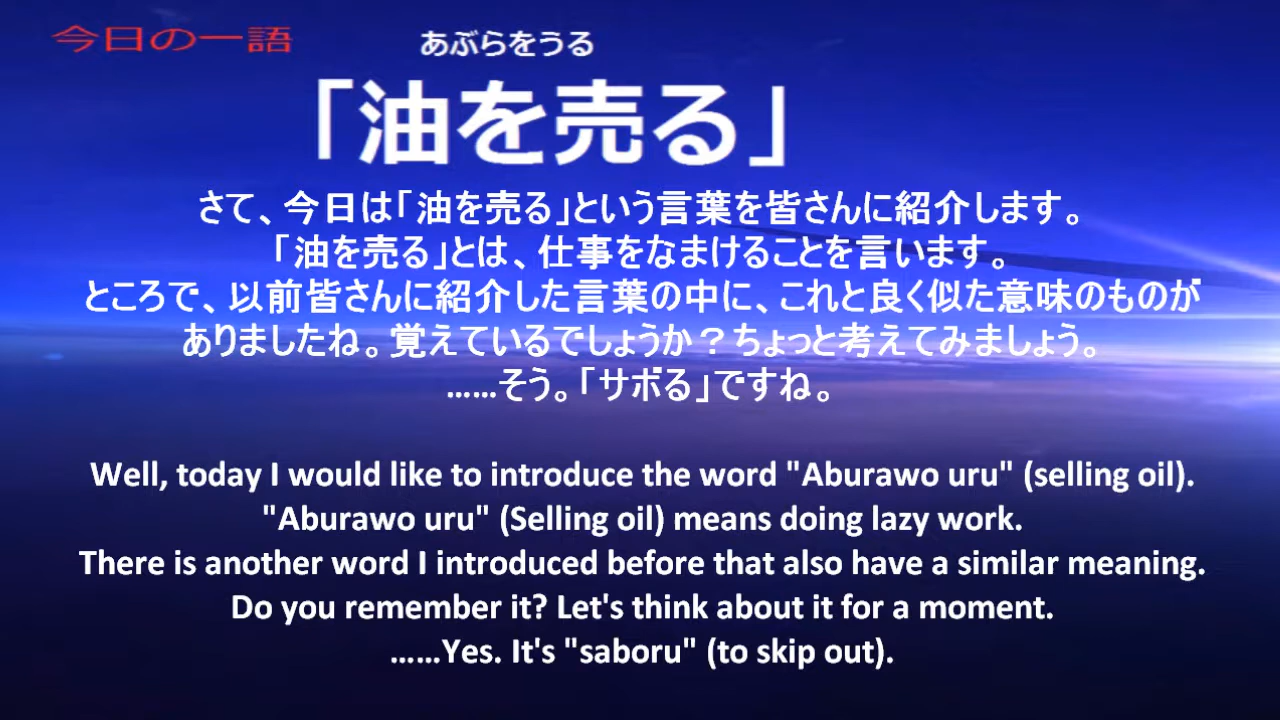 今日の一語
あぶらをうる
「油を売る」
さて、今日は「油を売る」という言葉を皆さんに紹介します。
「油を売る」とは、仕事をなまけることを言います。
ところで、以前皆さんに紹介した言葉の中に、これと良く似た意味のものが
ありましたね。覚えているでしょうか？ちょっと考えてみましょう。
……そう。「サボる」ですね。
Well, today I would like to introduce the word "Aburawo uru" (selling oil).
"Aburawo uru" (Selling oil) means doing lazy work.
There is another word I introduced before that also have a similar meaning.
Do you remember it? Let's think about it for a moment.
……Yes. It's "saboru" (to skip out).